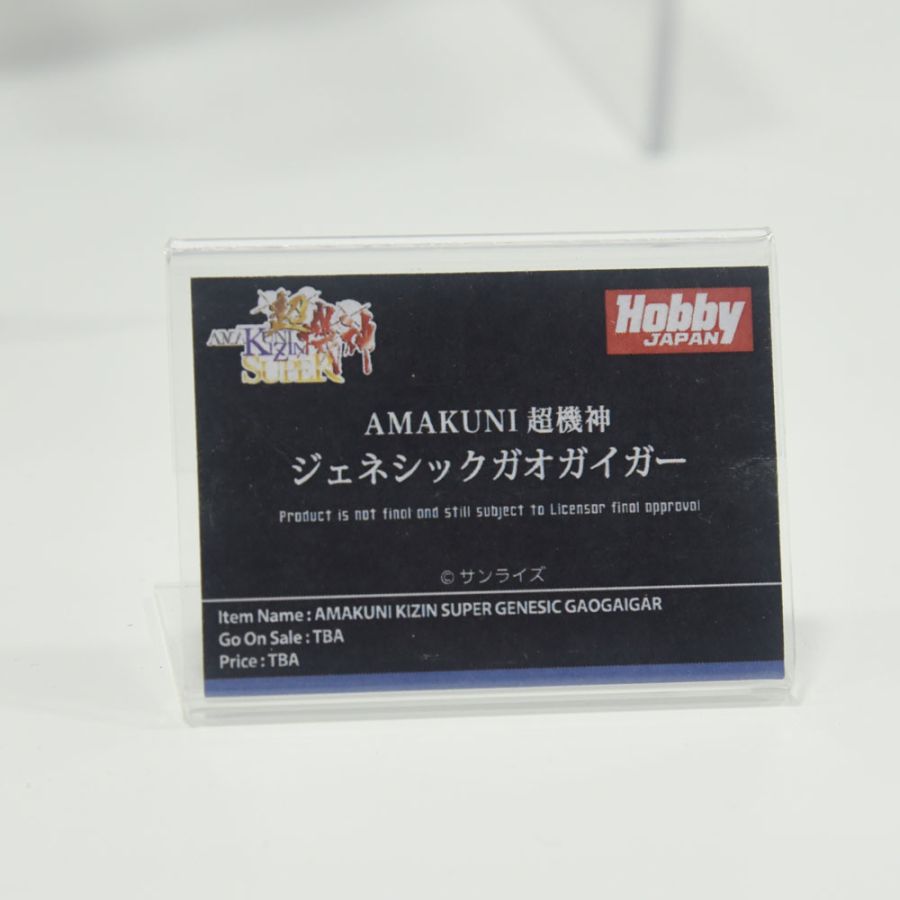 超機神
AMAKUNI
KIZIN
SUPER
Hobby
JAPAN
AMAKUNI 超機神
ジェネシックガオガイガー
Product is not final and still subject to Licensor final approval
© サンライズ
Item Name : AMAKUNI KIZIN SUPER GENESIC GAOGAIGAR
Go On Sale : TBA
Price : TBA